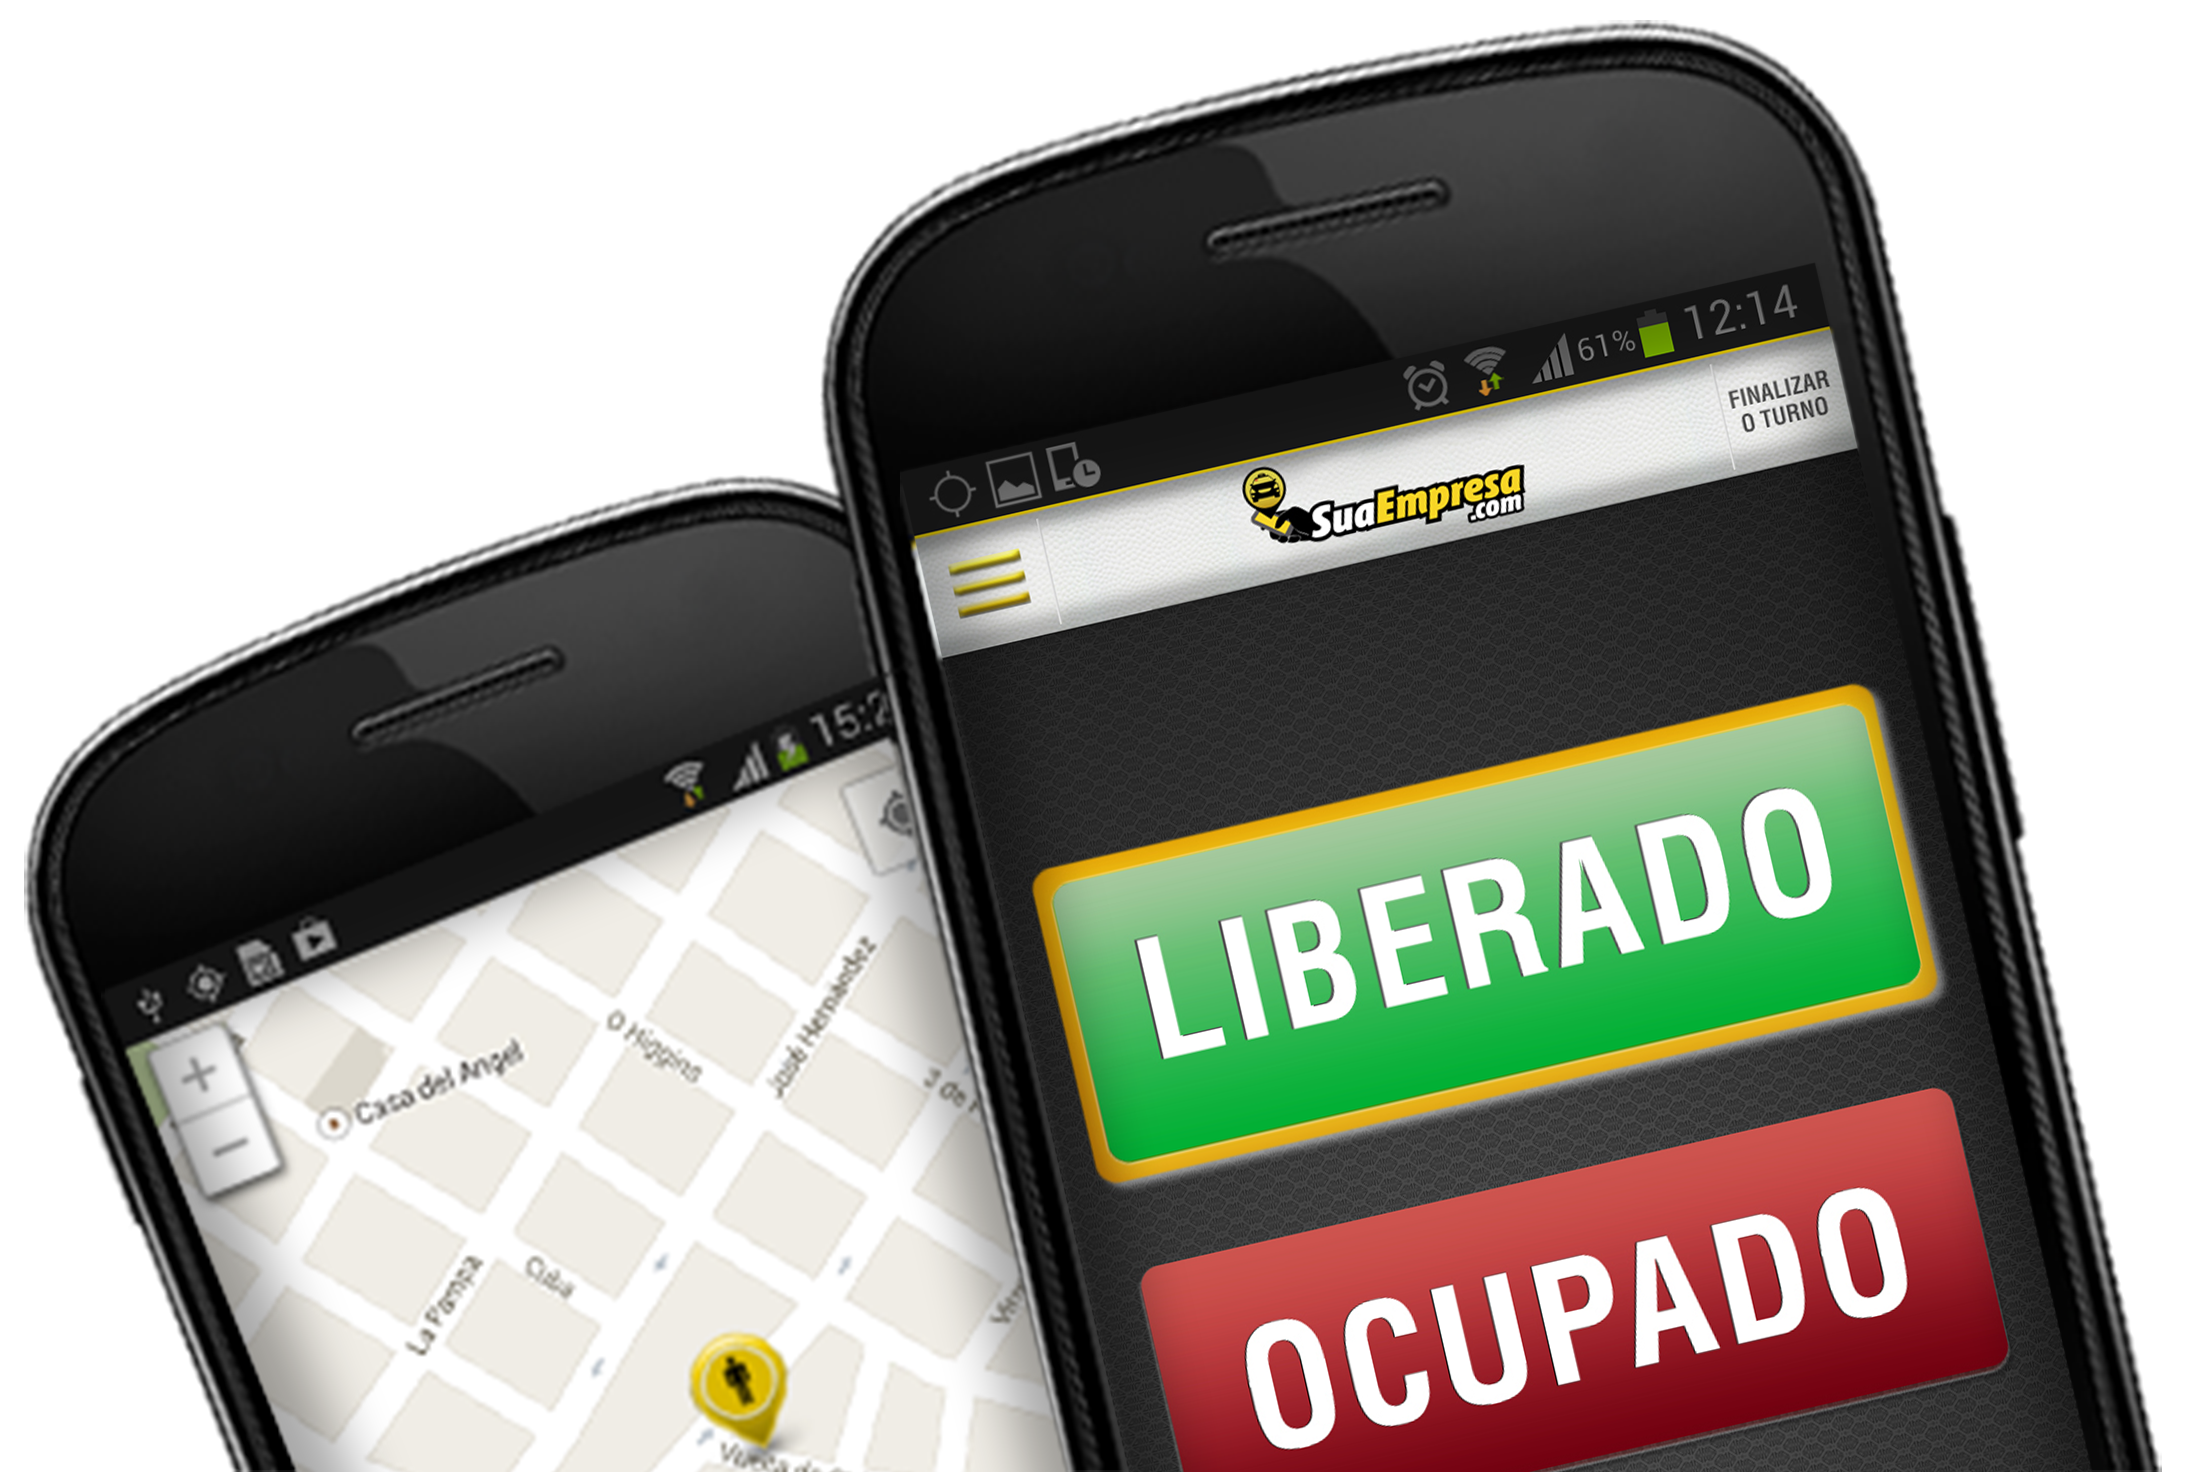 61% 12:14
FINALIZAR
O TURNO
SuaEmpresa
.com
LIBERADO
OCUPADO
Casa del Angel
O Higgins
José Hernandez
La Pampa
Cuba